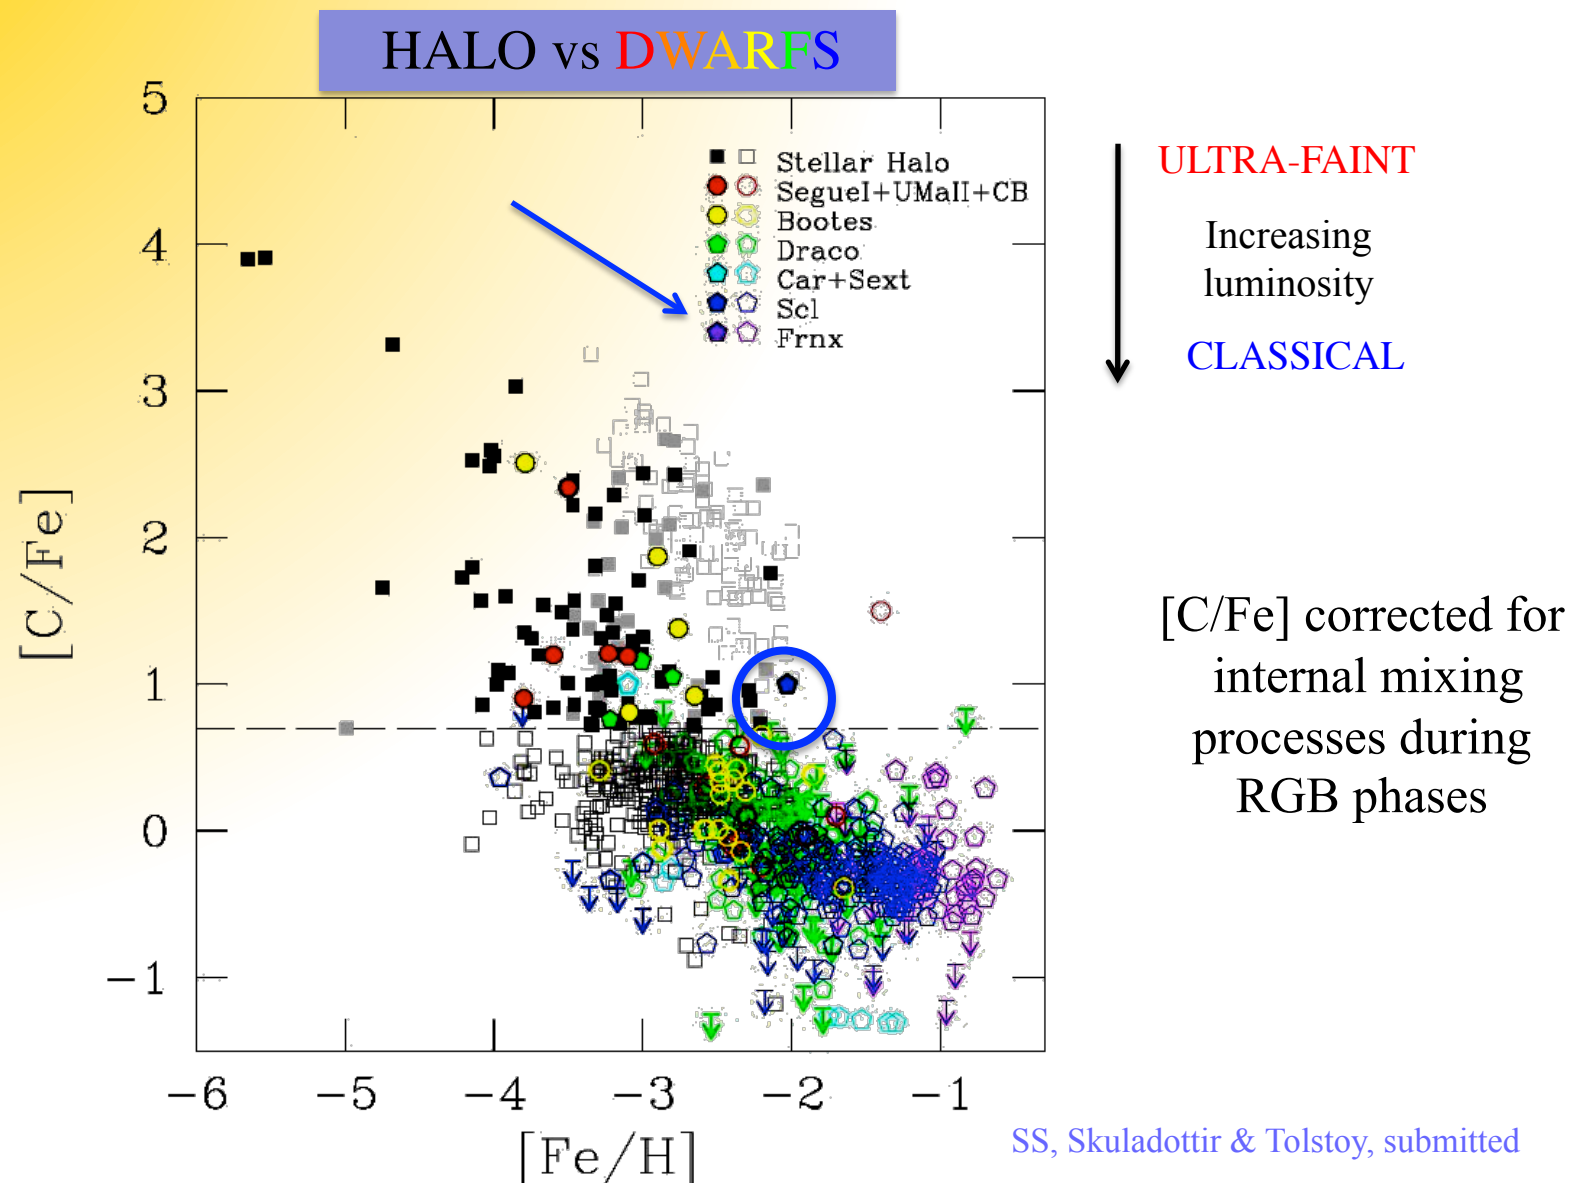 HALO vs DWARFS
5
4
3
2
1
0
−1
[C/Fe]
−6 −5 −4 −3 −2 −1
[Fe/H]
Stellar Halo
SegueI+UMaII+CB
Bootes
Draco
Car+Sext
Scl
Frnx
ULTRA-FAINT
Increasing
luminosity
CLASSICAL
[C/Fe] corrected for
internal mixing
processes during
RGB phases
SS, Skuladottir & Tolstoy, submitted